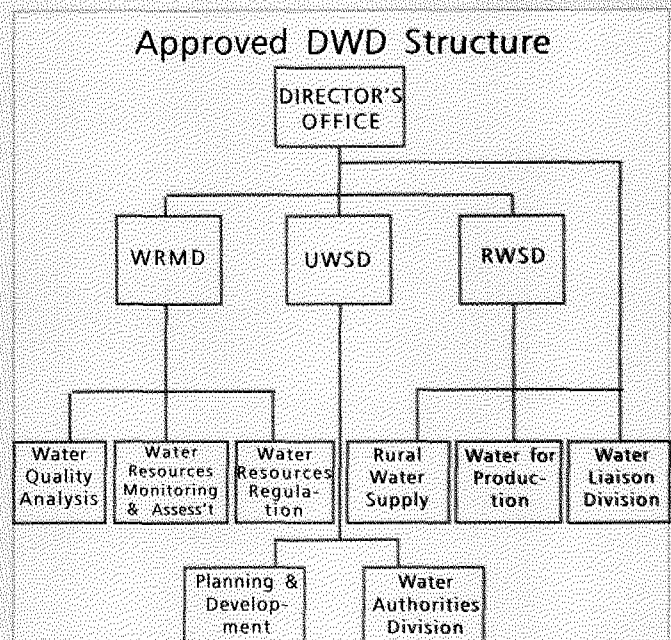 Approved DWD Structure
DIRECTOR'S
OFFICE
WRMD
UWSD
RWSD
Water
Quality
Analysis
Water
Resources
Monitoring
& Assess't
Water
Resources
Regula-
tion
Rural
Water
Supply
Water for
Produc-
tion
Water
Liaison
Division
Planning &
Develop-
ment
Water
Authorities
Division